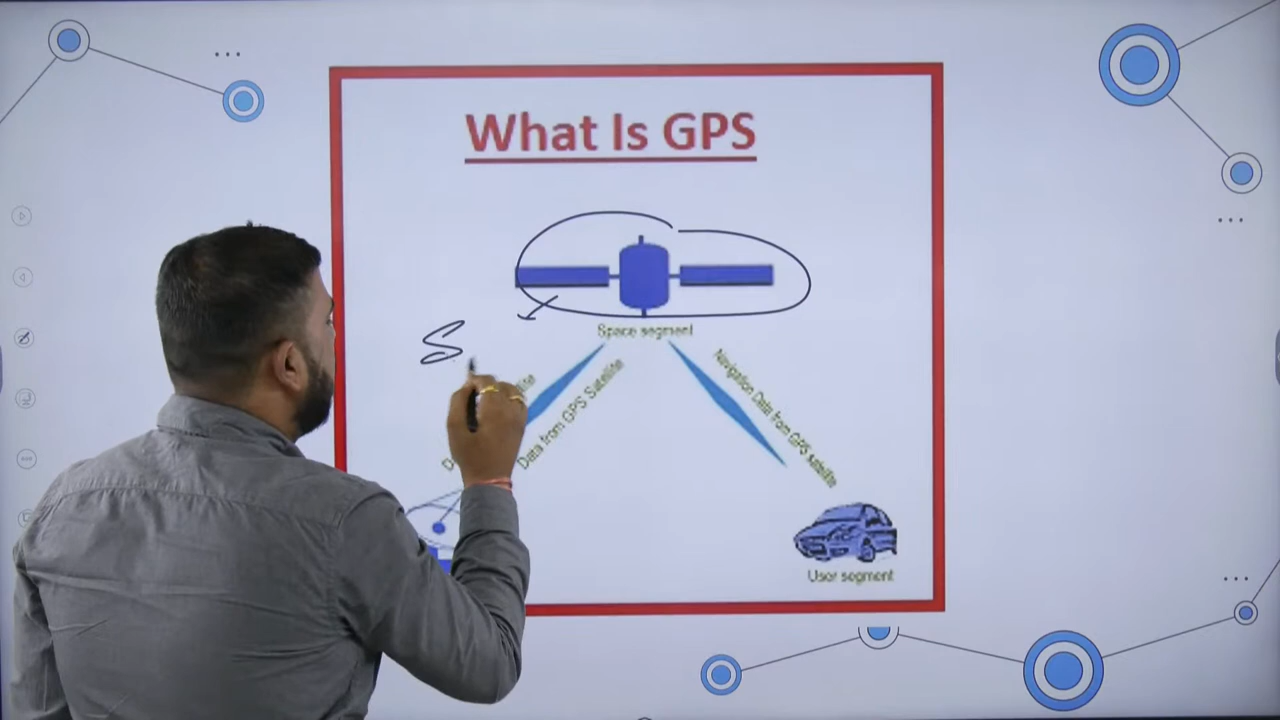 What Is GPS
Space segment
S
Data from GPS Satellite
Navigation Data from GPS satellite
User segment